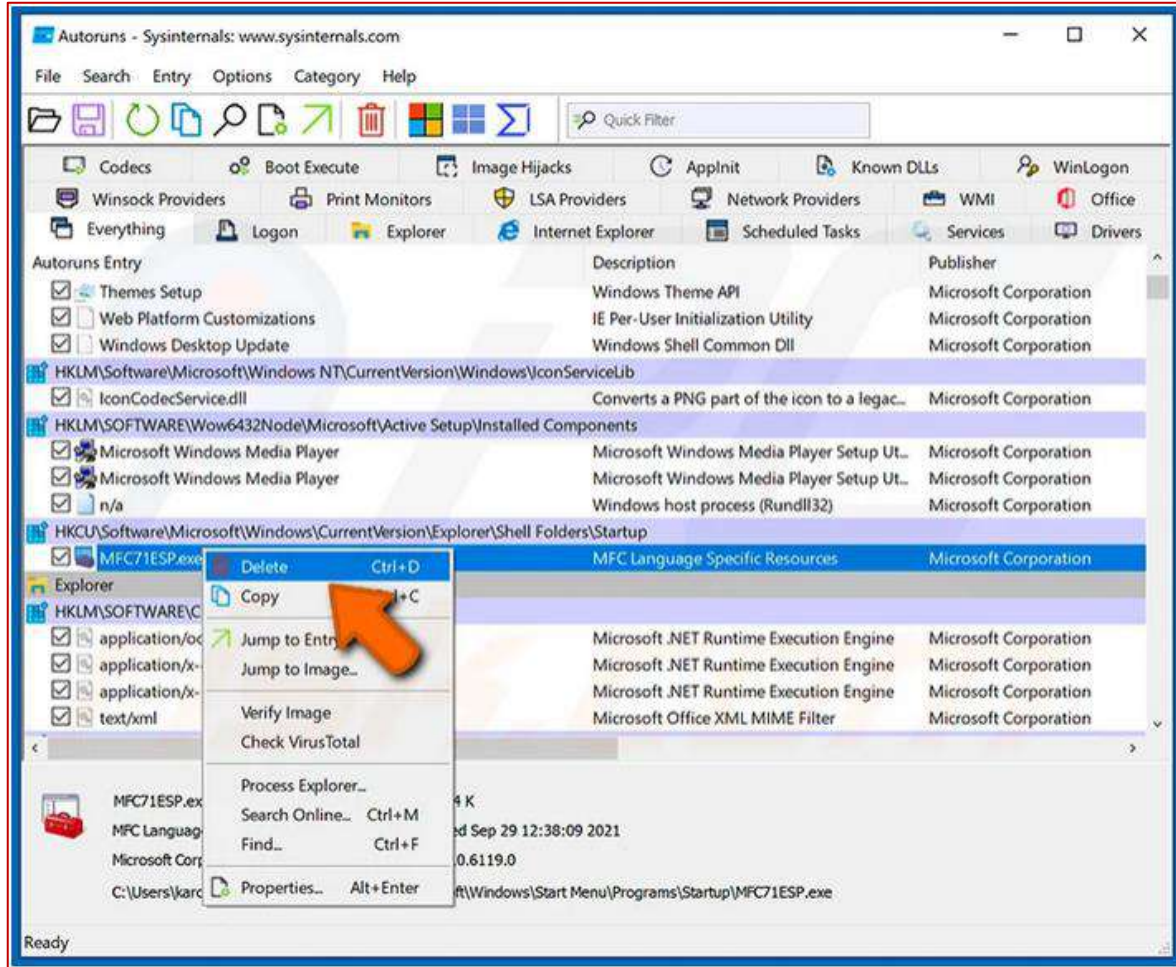 Autoruns - Sysinternals: www.sysinternals.com
File Search Entry Options Category Help
Quick Filter
Codecs Boot Execute Image Hijacks AppInit Known DLLs WinLogon
Winsock Providers Print Monitors LSA Providers Network Providers WMI Office
Everything Logon Explorer Internet Explorer Scheduled Tasks Services Drivers
Autoruns Entry Description Publisher
Themes Setup Windows Theme API Microsoft Corporation
Web Platform Customizations IE Per-User Initialization Utility Microsoft Corporation
Windows Desktop Update Windows Shell Common Dll Microsoft Corporation
HKLM\Software\Microsoft\Windows NT\CurrentVersion\Windows\IconServiceLib
IconCodecService.dll Converts a PNG part of the icon to a legac... Microsoft Corporation
HKLM\SOFTWARE\Wow6432Node\Microsoft\Active Setup\Installed Components
Microsoft Windows Media Player Microsoft Windows Media Player Setup Ut... Microsoft Corporation
Microsoft Windows Media Player Microsoft Windows Media Player Setup Ut... Microsoft Corporation
n/a Windows host process (Rundll32) Microsoft Corporation
HKCU\Software\Microsoft\Windows\CurrentVersion\Explorer\Shell Folders\Startup
MFC71ESP.exe MFC Language Specific Resources Microsoft Corporation
Delete Ctrl+D
Explorer
Copy l+C
HKLM\SOFTWARE\C
application/oc Microsoft .NET Runtime Execution Engine Microsoft Corporation
Jump to Entry
application/x- Microsoft .NET Runtime Execution Engine Microsoft Corporation
Jump to Image...
application/x- Microsoft .NET Runtime Execution Engine Microsoft Corporation
text/xml Microsoft Office XML MIME Filter Microsoft Corporation
Verify Image
Check VirusTotal
Process Explorer...
MFC71ESP.ex 4 K
Search Online... Ctrl+M
MFC Languag ed Sep 29 12:38:09 2021
Find... Ctrl+F
Microsoft Corp 0.6119.0
Properties... Alt+Enter
C:\Users\karc ft\Windows\Start Menu\Programs\Startup\MFC71ESP.exe
Ready